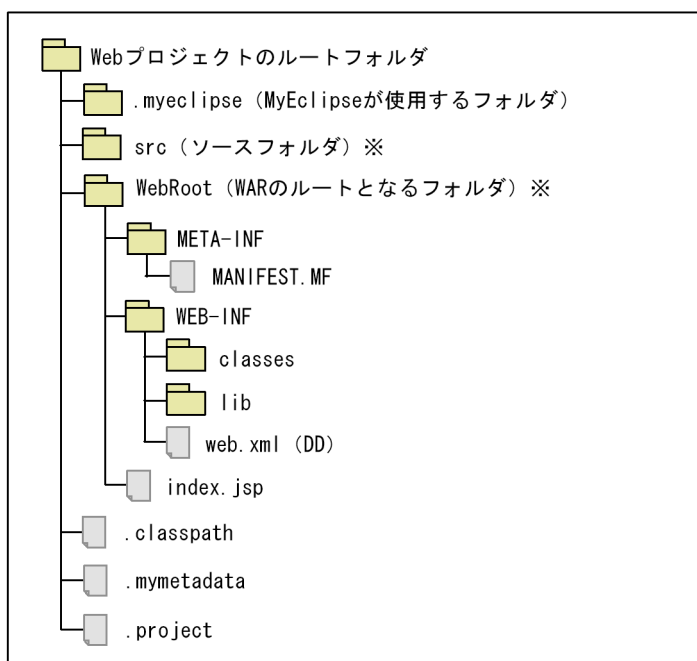 Webプロジェクトのルートフォルダ
.myeclipse（MyEclipseが使用するフォルダ）
src（ソースフォルダ）※
WebRoot（WARのルートとなるフォルダ）※
META-INF
MANIFEST.MF
WEB-INF
classes
lib
web.xml（DD）
index.jsp
.classpath
.mymetadata
.project